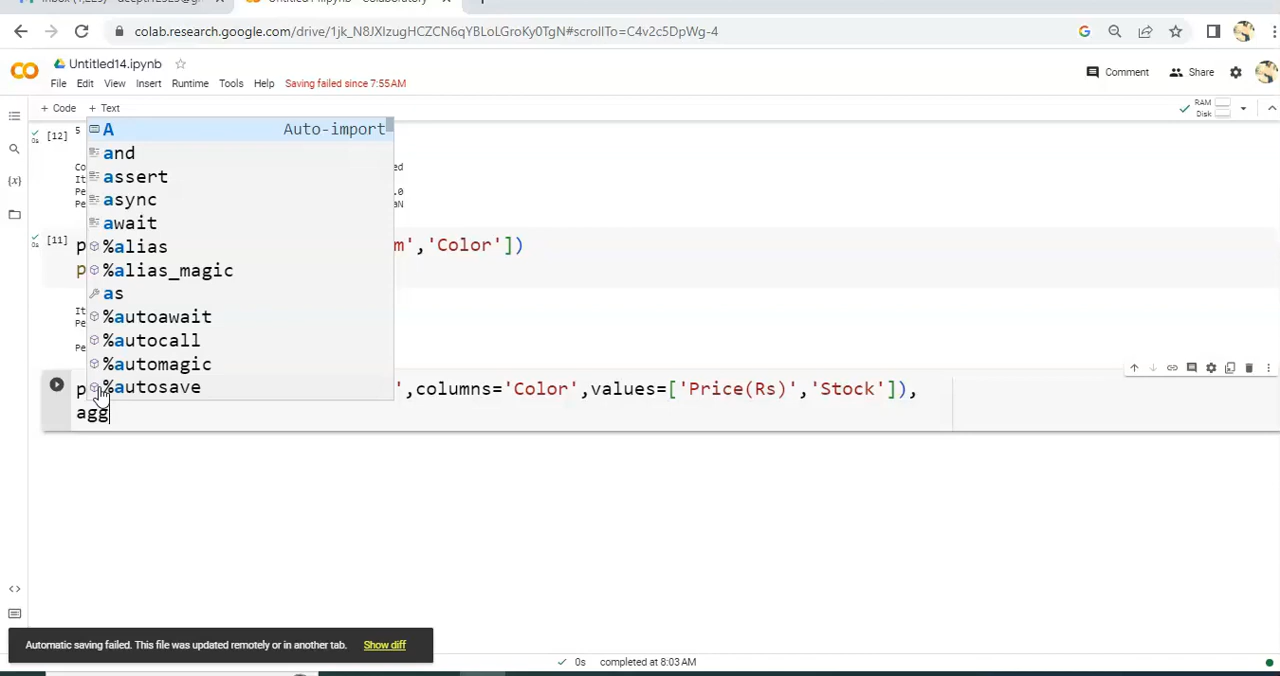 colab.research.google.com/drive/1jk_N8JXlzugHCZCN6qYBLoLGroKy0TgN#scrollTo=C4v2c5DpWg-4
Untitled14.ipynb
Comment
Share
File Edit View Insert Runtime Tools Help Saving failed since 7:55AM
+ Code + Text
RAM
Disk
A Auto-import
[12] 5
and
assert
async
await
[11] 'Color'])
%alias
%alias_magic
as
%autoawait
%autocall
%automagic
%autosave
',columns='Color',values=['Price(Rs)','Stock']),
agg
Automatic saving failed. This file was updated remotely or in another tab. Show diff
0s completed at 8:03AM